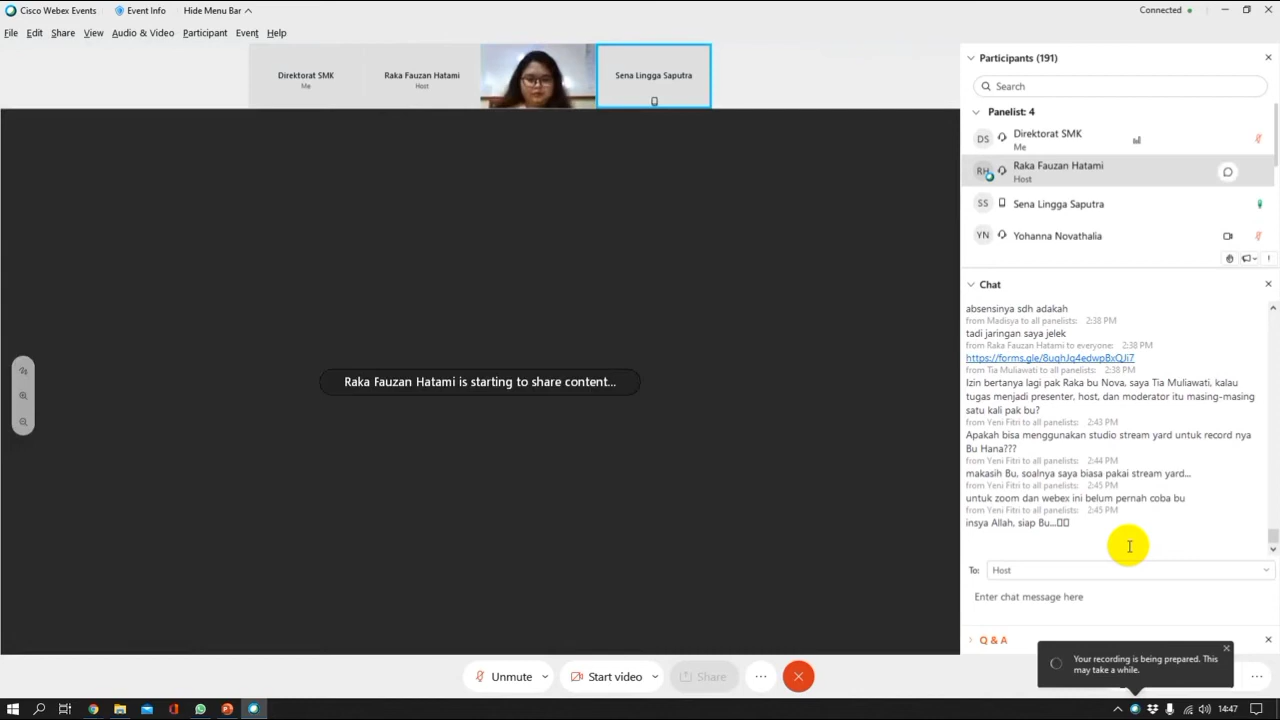 Cisco Webex Events
Event Info
Hide Menu Bar
Connected
File Edit Share View Audio & Video Participant Event Help
Direktorat SMK
Me
Raka Fauzan Hatami
Host
Sena Lingga Saputra
Raka Fauzan Hatami is starting to share content...
Participants (191)
Search
Panelist: 4
DS Direktorat SMK
Me
RH Raka Fauzan Hatami
Host
SS Sena Lingga Saputra
YN Yohanna Novathalia
Chat
absensinya sdh adakah
from Madisya to all panelists: 2:38 PM
tadi jaringan saya jelek
from Raka Fauzan Hatami to everyone: 2:38 PM
https://forms.gle/8uqhJq4edwpBxQJi7
from Tia Muliawati to all panelists: 2:38 PM
Izin bertanya lagi pak Raka bu Nova, saya Tia Muliawati, kalau
tugas menjadi presenter, host, dan moderator itu masing-masing
satu kali pak bu?
from Yeni Fitri to all panelists: 2:43 PM
Apakah bisa menggunakan studio stream yard untuk record nya
Bu Hana???
from Yeni Fitri to all panelists: 2:44 PM
makasih Bu, soalnya saya biasa pakai stream yard...
from Yeni Fitri to all panelists: 2:45 PM
untuk zoom dan webex ini belum pernah coba bu
from Yeni Fitri to all panelists: 2:45 PM
insya Allah, siap Bu...
To: Host
Enter chat message here
Q & A
Your recording is being prepared. This
may take a while.
Unmute
Start video
Share
14:47